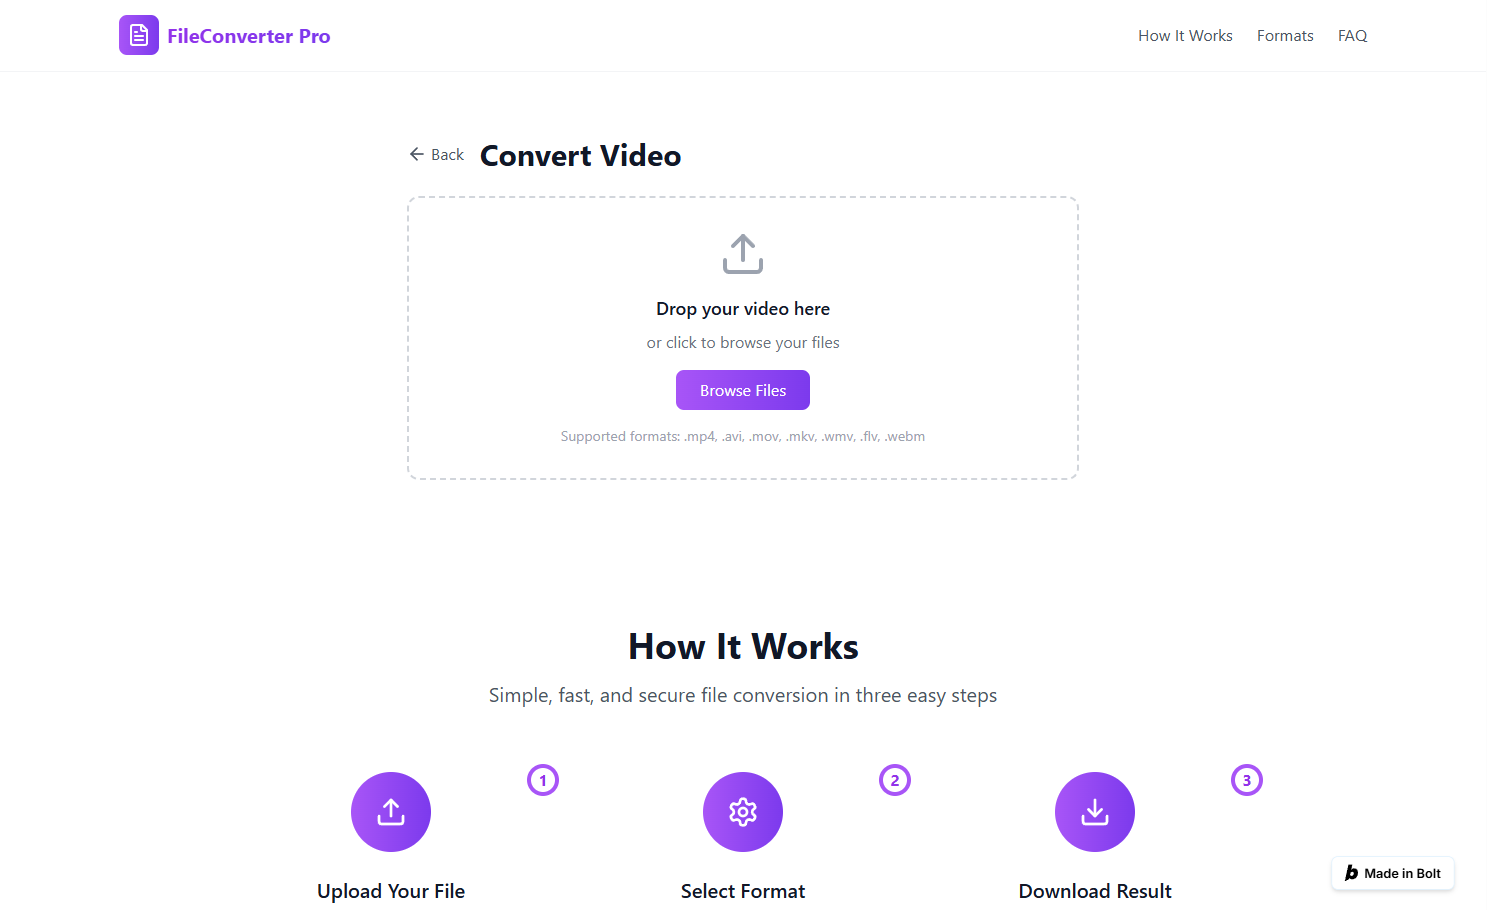 FileConverter Pro
How It Works
Formats
FAQ
Back
Convert Video
Drop your video here
or click to browse your files
Browse Files
Supported formats: .mp4, .avi, .mov, .mkv, .wmv, .flv, .webm
How It Works
Simple, fast, and secure file conversion in three easy steps
1
2
3
Upload Your File
Select Format
Download Result
b Made in Bolt